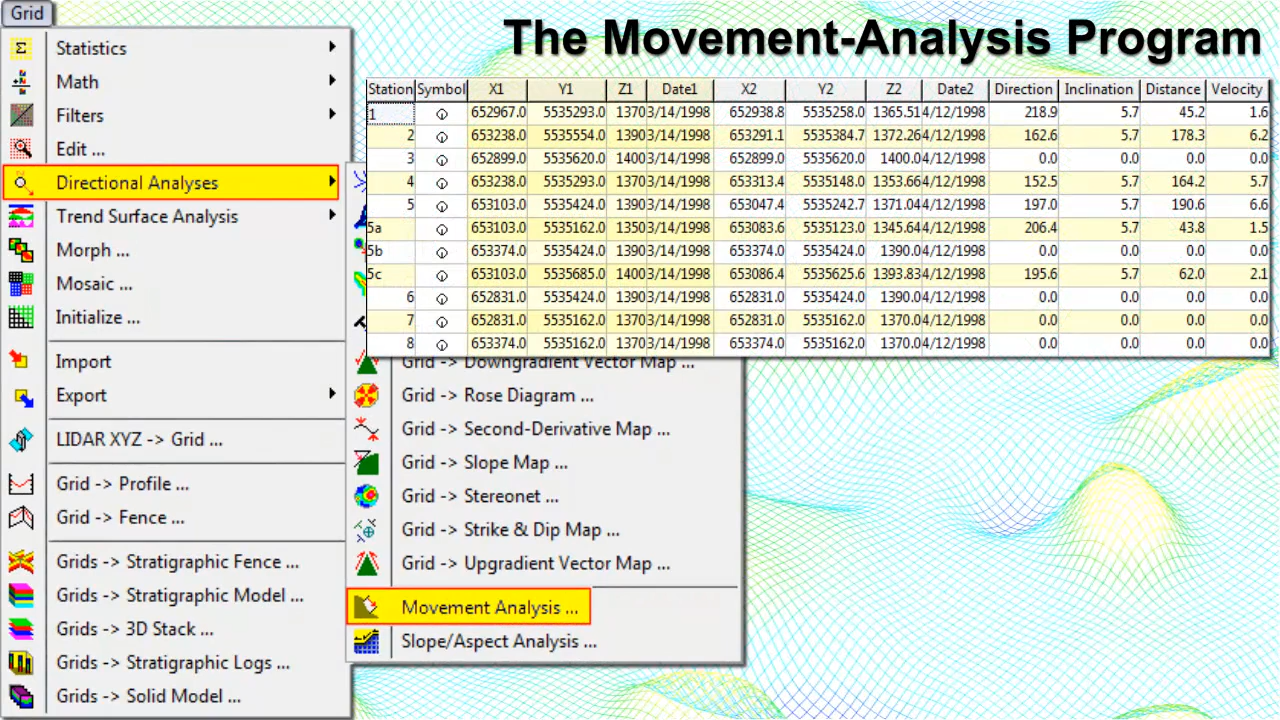 Grid
The Movement-Analysis Program
Statistics
Math
Filters
Edit ...
Directional Analyses
Trend Surface Analysis
Morph ...
Mosaic ...
Initialize ...
Import
Export
LIDAR XYZ -> Grid ...
Grid -> Profile ...
Grid -> Fence ...
Grids -> Stratigraphic Fence ...
Grids -> Stratigraphic Model ...
Grids -> 3D Stack ...
Grids -> Stratigraphic Logs ...
Grids -> Solid Model ...
Station Symbol X1 Y1 Z1 Date1 X2 Y2 Z2 Date2 Direction Inclination Distance Velocity
1 652967.0 5535293.0 1370 3/14/1998 652938.8 5535258.0 1365.51 4/12/1998 218.9 5.7 45.2 1.6
2 653238.0 5535554.0 1390 3/14/1998 653291.1 5535384.7 1372.26 4/12/1998 162.6 5.7 178.3 6.2
3 652899.0 5535620.0 1400 3/14/1998 652899.0 5535620.0 1400.0 4/12/1998 0.0 0.0 0.0 0.0
4 653238.0 5535293.0 1370 3/14/1998 653313.4 5535148.0 1353.66 4/12/1998 152.5 5.7 164.2 5.7
5 653103.0 5535424.0 1390 3/14/1998 653047.4 5535242.7 1371.04 4/12/1998 197.0 5.7 190.6 6.6
5a 653103.0 5535162.0 1350 3/14/1998 653083.6 5535123.0 1345.64 4/12/1998 206.4 5.7 43.8 1.5
5b 653374.0 5535424.0 1390 3/14/1998 653374.0 5535424.0 1390.0 4/12/1998 0.0 0.0 0.0 0.0
5c 653103.0 5535685.0 1400 3/14/1998 653086.4 5535625.6 1393.83 4/12/1998 195.6 5.7 62.0 2.1
6 652831.0 5535424.0 1390 3/14/1998 652831.0 5535424.0 1390.0 4/12/1998 0.0 0.0 0.0 0.0
7 652831.0 5535162.0 1370 3/14/1998 652831.0 5535162.0 1370.0 4/12/1998 0.0 0.0 0.0 0.0
8 653374.0 5535162.0 1370 3/14/1998 653374.0 5535162.0 1370.0 4/12/1998 0.0 0.0 0.0 0.0
Grid -> Downgradient Vector Map ...
Grid -> Rose Diagram ...
Grid -> Second-Derivative Map ...
Grid -> Slope Map ...
Grid -> Stereonet ...
Grid -> Strike & Dip Map ...
Grid -> Upgradient Vector Map ...
Movement Analysis ...
Slope/Aspect Analysis ...